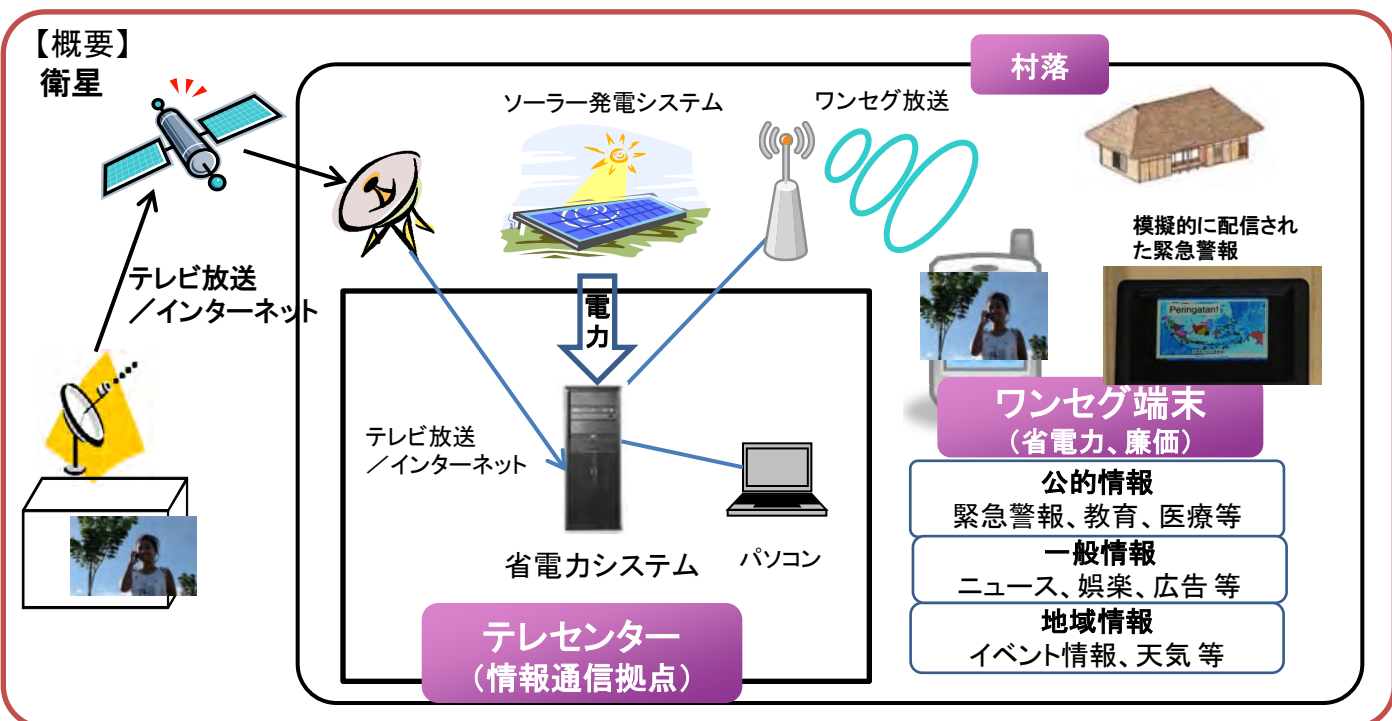 【概要】
衛星
村落
ソーラー発電システム
ワンセグ放送
模擬的に配信され
た緊急警報
テレビ放送
／インターネット
電
力
Peringatan!
テレビ放送
／インターネット
省電力システム
パソコン
テレセンター
（情報通信拠点）
ワンセグ端末
（省電力、廉価）
公的情報
緊急警報、教育、医療等
一般情報
ニュース、娯楽、広告 等
地域情報
イベント情報、天気 等